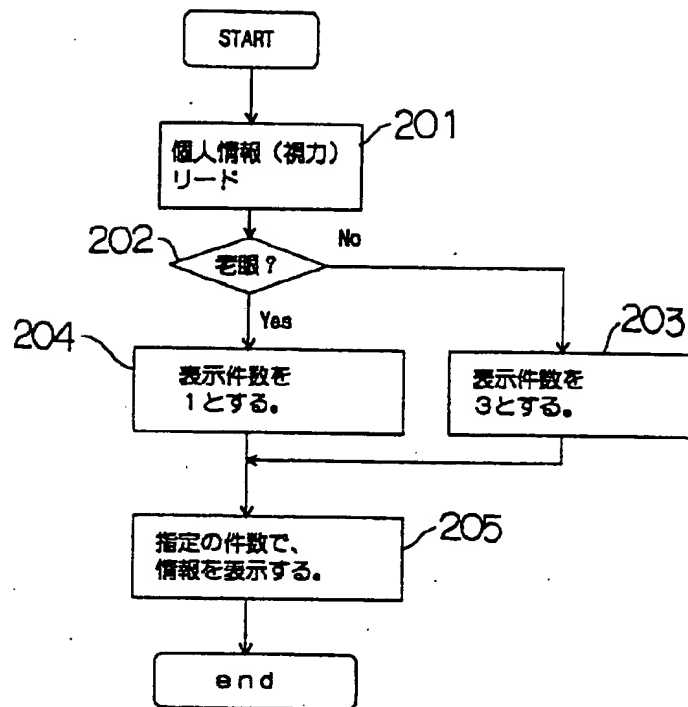 START
201
個人情報（視力）
リード
202
老眼？
No
Yes
204
表示件数を
1とする。
203
表示件数を
3とする。
205
指定の件数で、
情報を表示する。
end